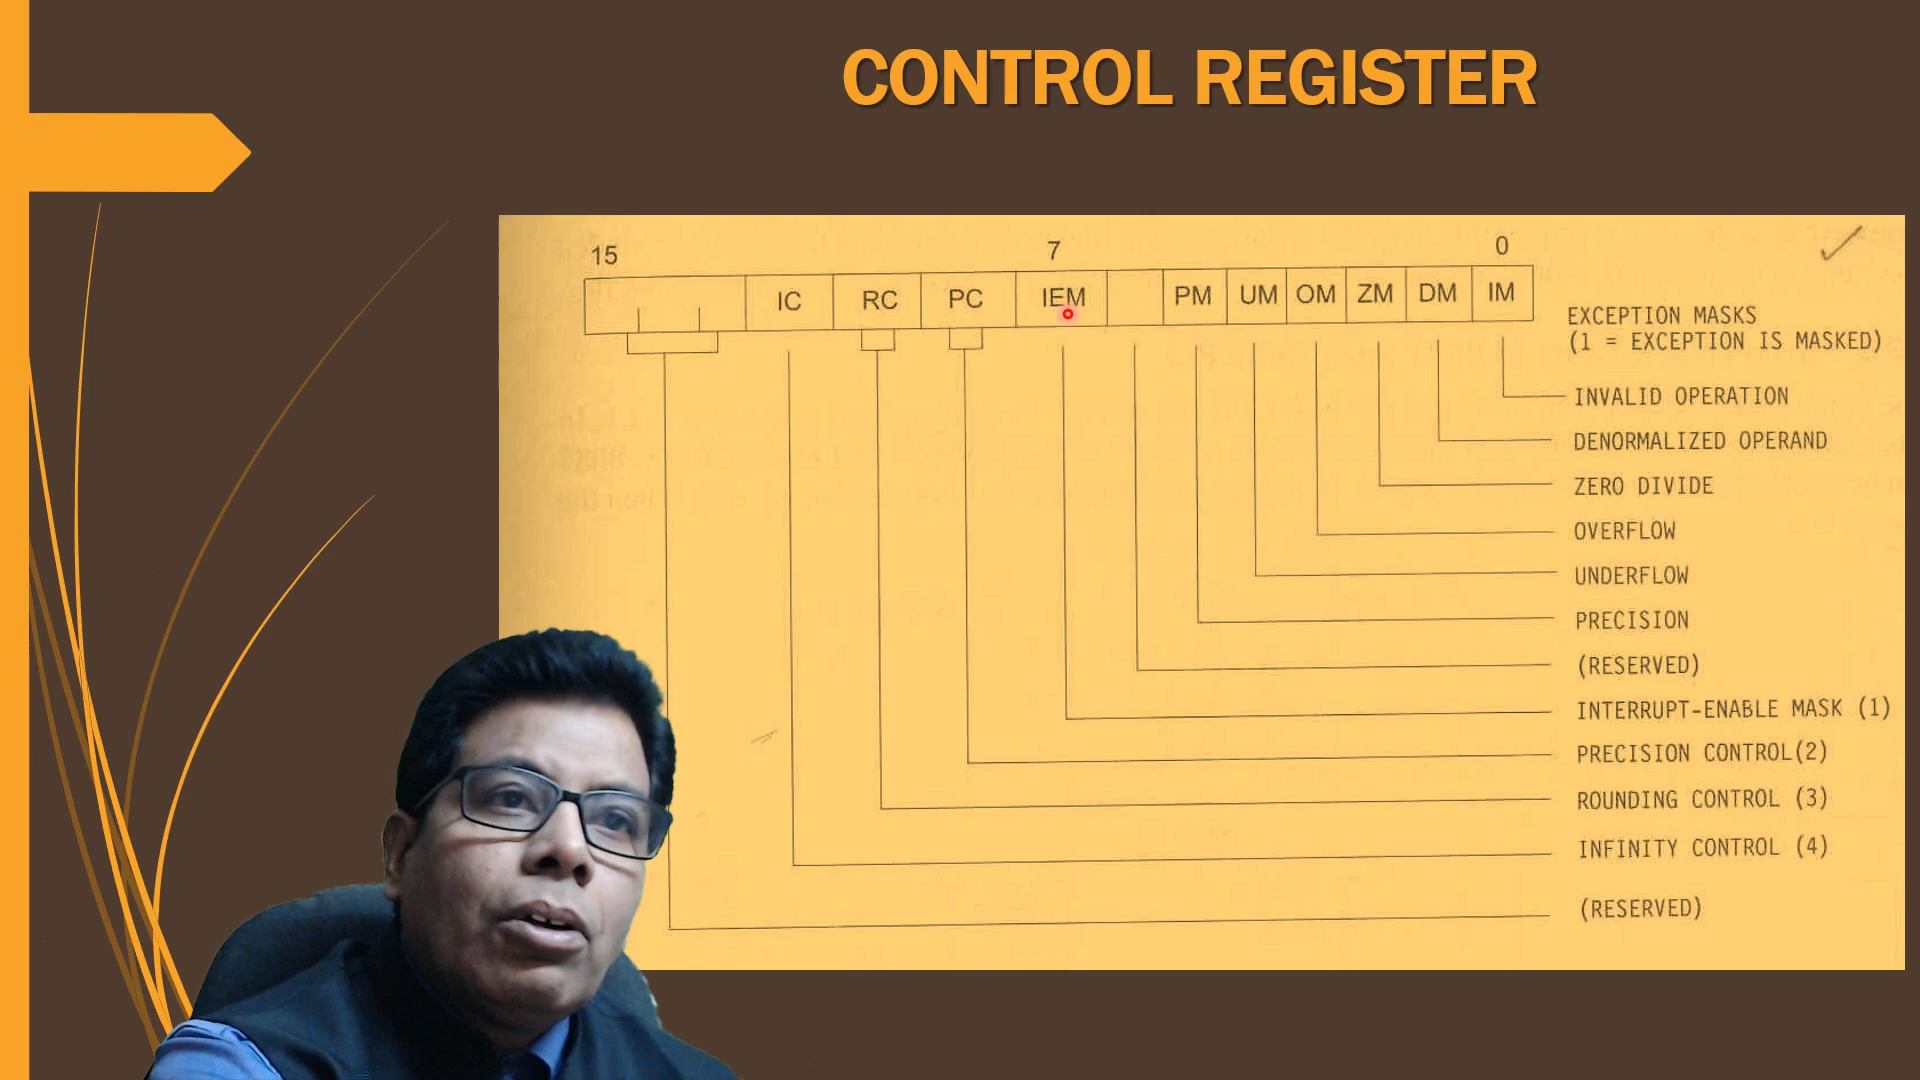 CONTROL REGISTER
15 7 0
IC RC PC IEM PM UM OM ZM DM IM
EXCEPTION MASKS
(1 = EXCEPTION IS MASKED)
INVALID OPERATION
DENORMALIZED OPERAND
ZERO DIVIDE
OVERFLOW
UNDERFLOW
PRECISION
(RESERVED)
INTERRUPT-ENABLE MASK (1)
PRECISION CONTROL(2)
ROUNDING CONTROL (3)
INFINITY CONTROL (4)
(RESERVED)